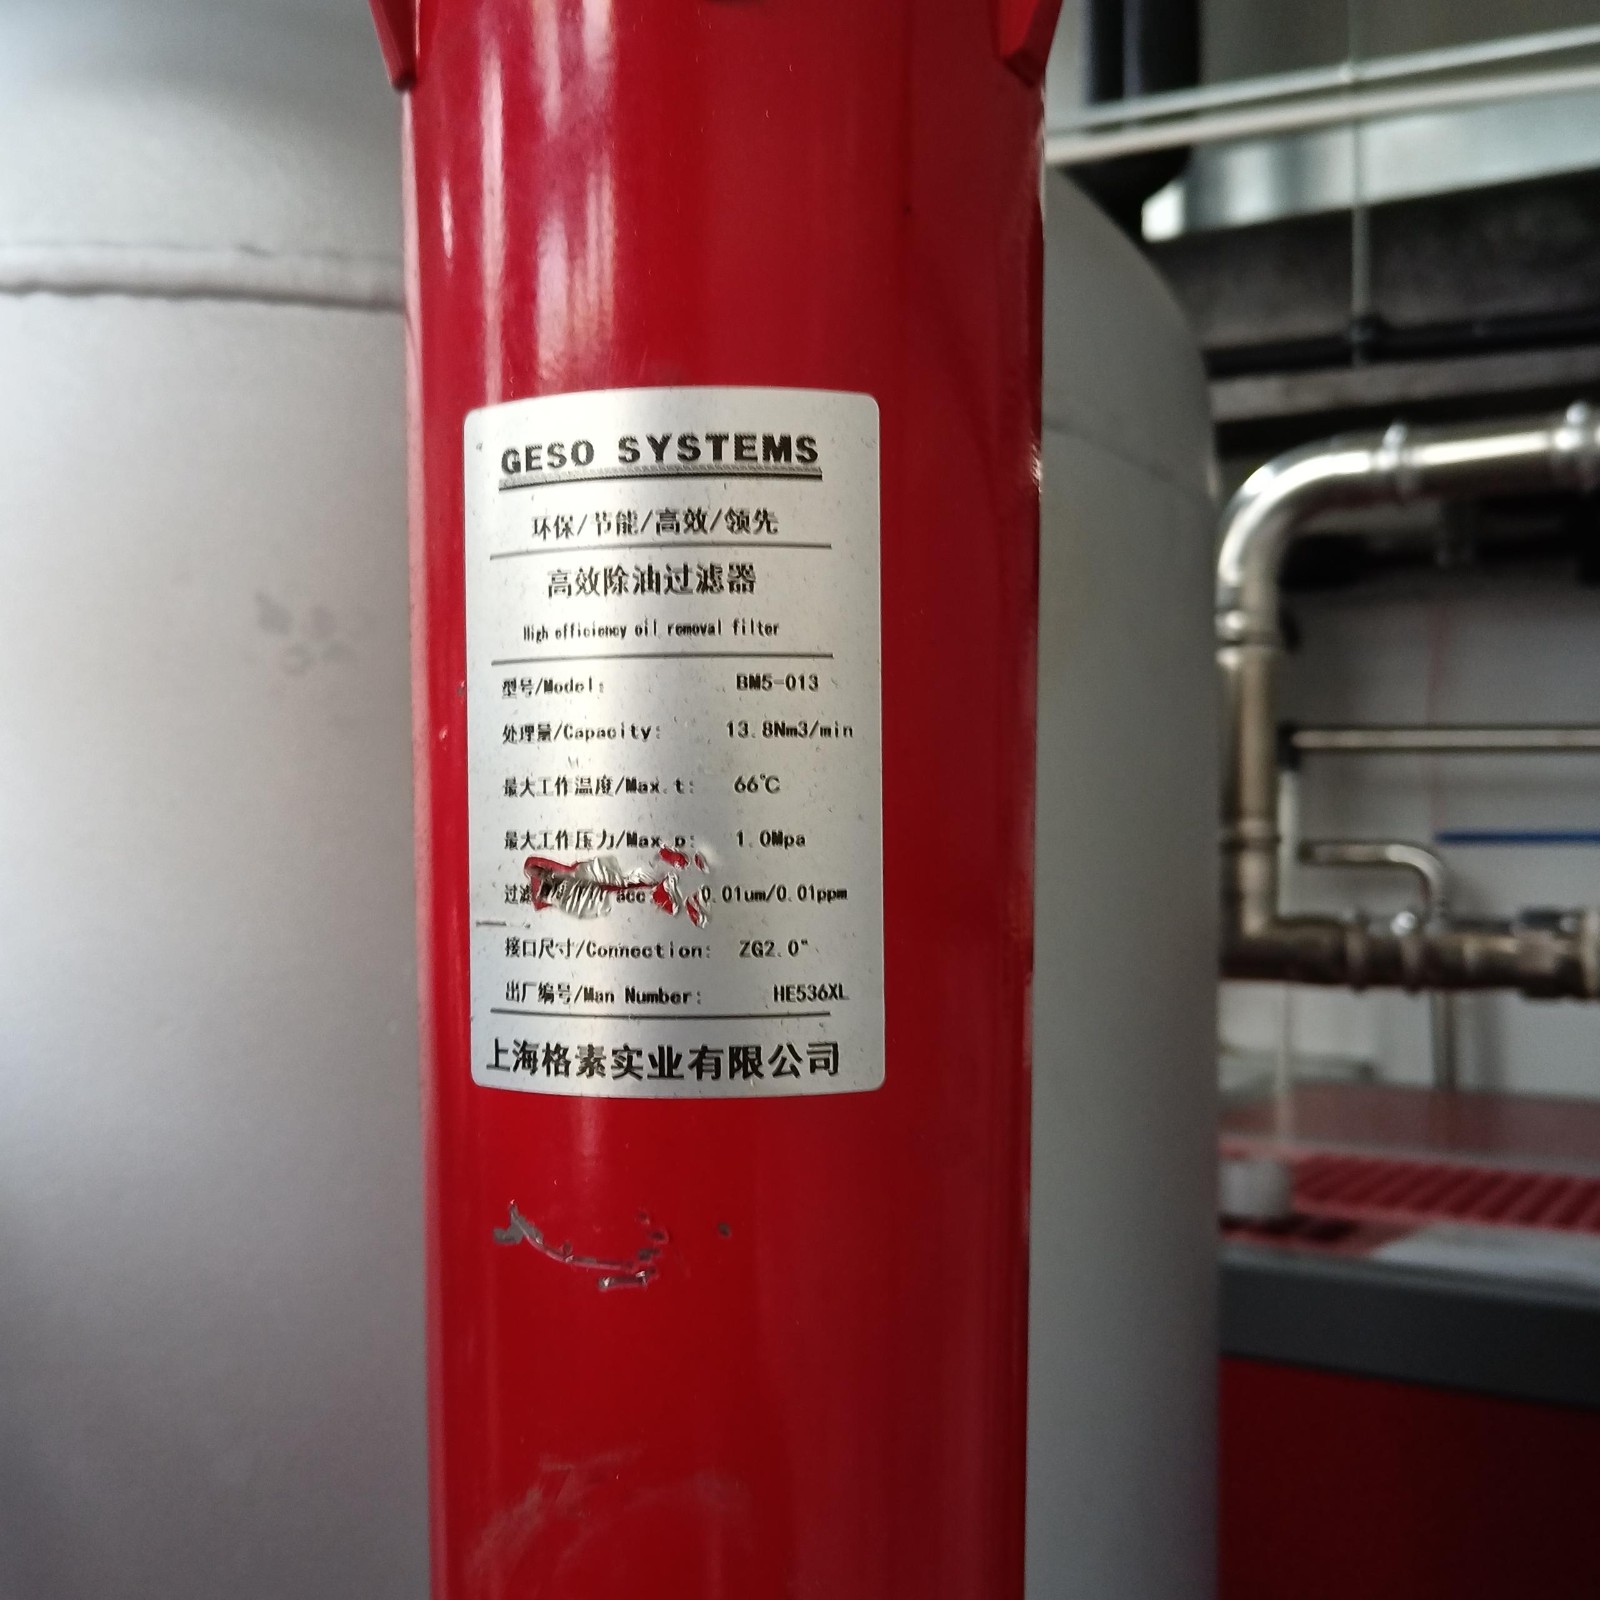 GESO SYSTEMS
环保/节能/高效/领先
高效除油过滤器
High efficiency oil removal filter
型号/Model: BM5-013
处理量/Capacity: 13.8Nm3/min
最大工作温度/Max.t: 66℃
最大工作压力/Max.p: 1.0Mpa
过滤 acc 0.01um/0.01ppm
接口尺寸/Connection: ZG2.0"
出厂编号/Man Number: HE536XL
上海格素实业有限公司